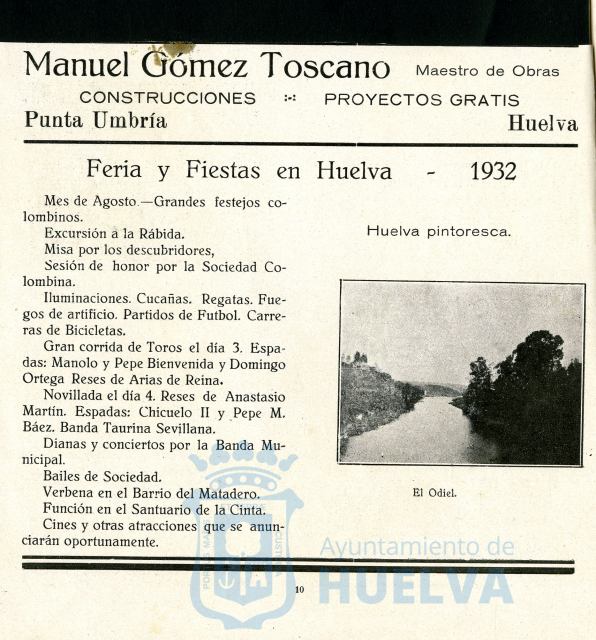 Manuel Gómez Toscano Maestro de Obras
CONSTRUCCIONES :-: PROYECTOS GRATIS
Punta Umbría Huelva
Feria y Fiestas en Huelva - 1932
Mes de Agosto.—Grandes festejos co-
lombinos.
Excursión a la Rábida.
Misa por los descubridores,
Sesión de honor por la Sociedad Co-
lombina.
Iluminaciones. Cucañas. Regatas. Fue-
gos de artificio. Partidos de Futbol. Carre-
ras de Bicicletas.
Gran corrida de Toros el día 3. Espa-
das: Manolo y Pepe Bienvenida y Domingo
Ortega Reses de Arias de Reina.
Novillada el día 4. Reses de Anastasio
Martín. Espadas: Chicuelo II y Pepe M.
Báez. Banda Taurina Sevillana.
Dianas y conciertos por la Banda Mu-
nicipal.
Bailes de Sociedad.
Verbena en el Barrio del Matadero.
Función en el Santuario de la Cinta.
Cines y otras atracciones que se anun-
ciarán oportunamente.
Huelva pintoresca.
El Odiel.
Ayuntamiento de
HUELVA
10